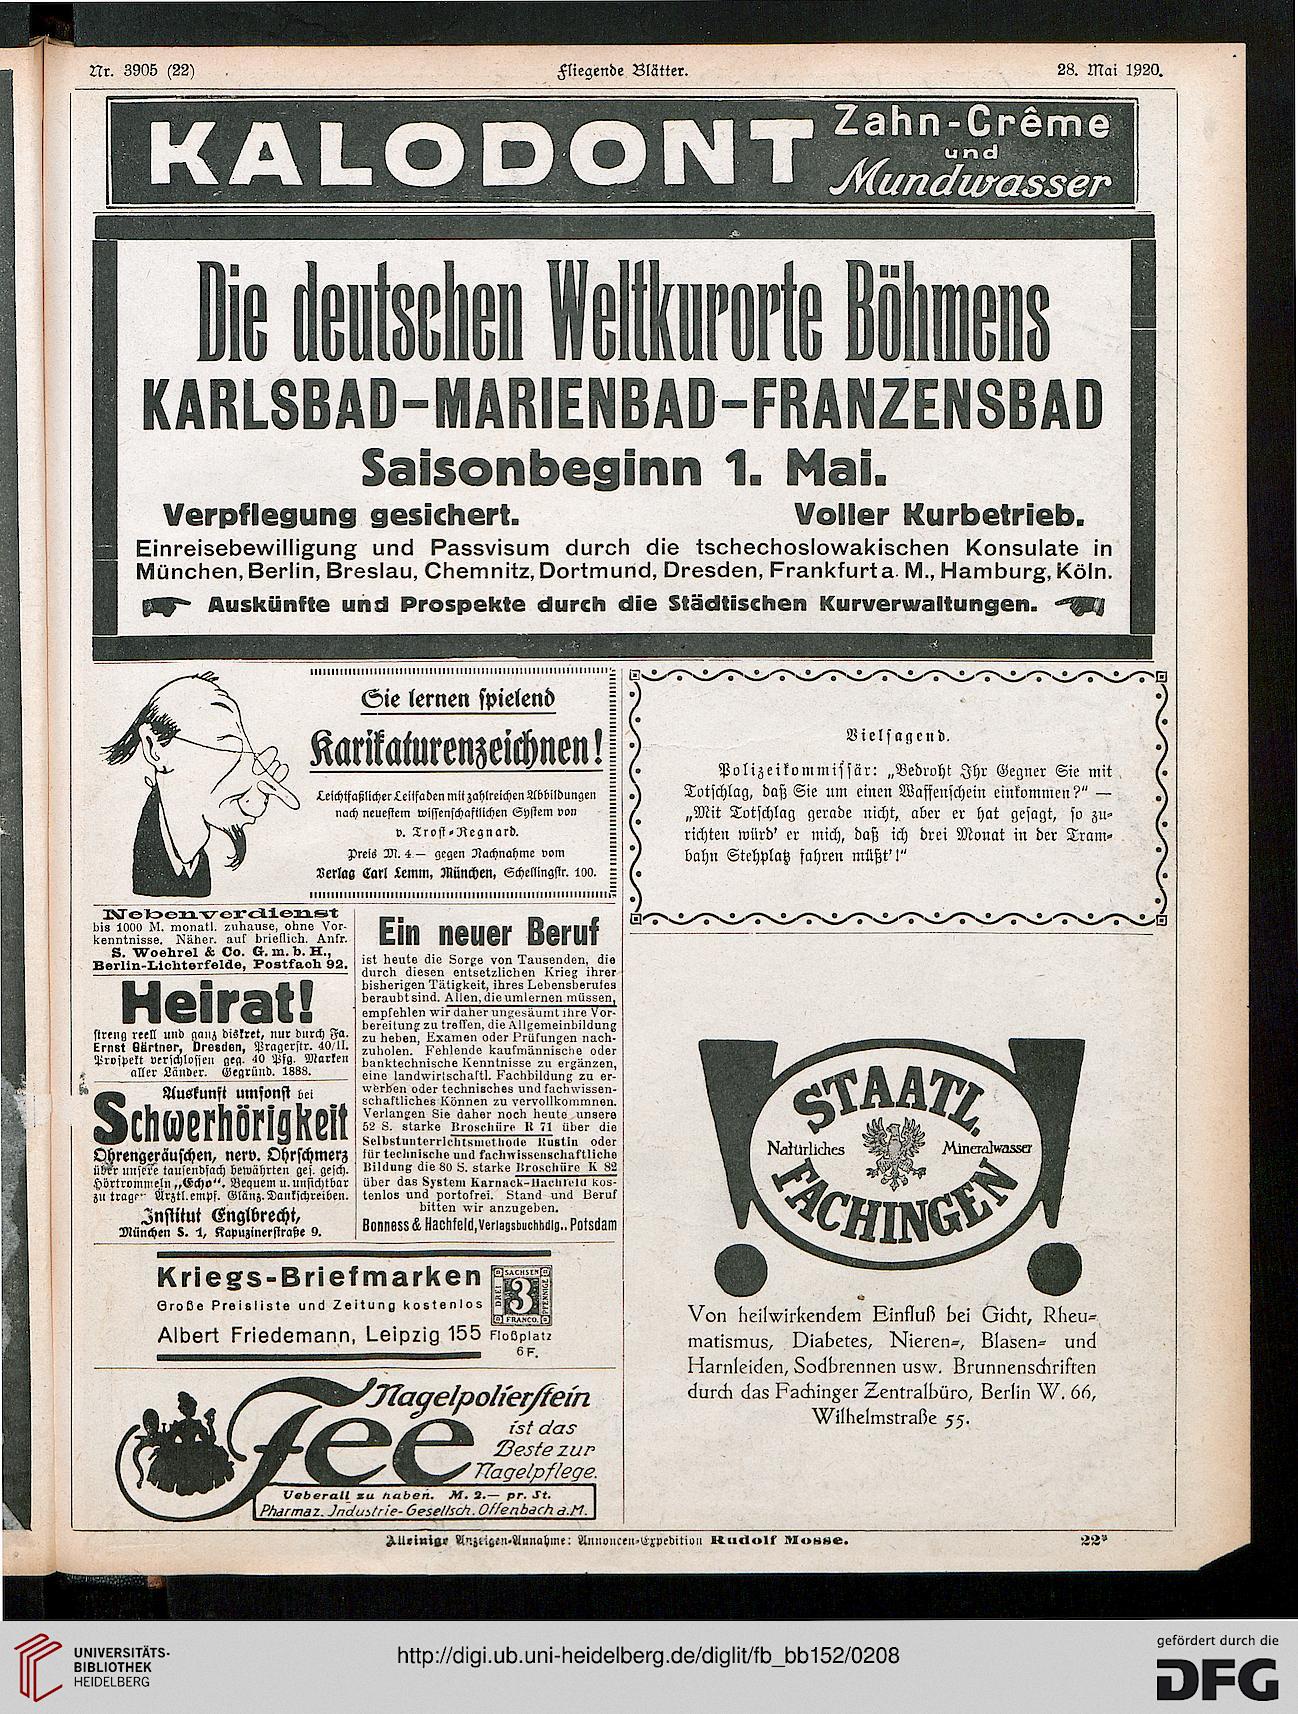 Nr. 3905 (22)
Fliegende Blätter.
28. Mai 1920.
KALODONT
Zahn-Crême
und
Mundwasser
Die deutschen Weltkurorte Böhmens
KARLSBAD-MARIENBAD-FRANZENSBAD
Saisonbeginn 1. Mai.
Verpflegung gesichert. Voller Kurbetrieb.
Einreisebewilligung und Passvisum durch die tschechoslowakischen Konsulate in
München, Berlin, Breslau, Chemnitz, Dortmund, Dresden, Frankfurt a. M., Hamburg, Köln.
Auskünfte und Prospekte durch die Städtischen Kurverwaltungen.
Sie lernen spielend
Karikaturenzeichnen!
Leichtfaßlicher Leitfaden mit zahlreichen Abbildungen
nach neuestem wissenschaftlichen System von
v. Trost-Regnard.
Preis M. 4.— gegen Nachnahme vom
Verlag Carl Lemm, München, Schellingstr. 100.
Vielsagend.
Polizeikommissär: „Bedroht Ihr Gegner Sie mit
Totschlag, daß Sie um einen Waffenschein einkommen?" —
„Mit Totschlag gerade nicht, aber er hat gesagt, so zu-
richten würd' er mich, daß ich drei Monat in der Tram-
bahn Stehplatz fahren müßt'!"
Nebenverdienst
bis 1000 M. monatl. zuhause, ohne Vor-
kenntnisse. Näher. auf brieflich. Anfr.
S. Woehrel & Co. G. m. b. H.,
Berlin-Lichterfelde, Postfach 92.
Heirat!
streng reell und ganz diskret, nur durch Fa.
Ernst Gärtner, Dresden, Pragerstr. 40/II.
Prospekt verschlossen geg. 40 Pfg. Marken
aller Länder. Gegründ. 1888.
Auskunft umsonst bei
Schwerhörigkeit
Ohrengeräuschen, nerv. Ohrschmerz
über unsere tausendfach bewährten ges. gesch.
Hörtrommeln „Echo". Bequem u. unsichtbar
zu tragen Ärztl. empf. Glänz. Dankschreiben.
Institut Englbrecht,
München S. 1, Kapuzinerstraße 9.
Ein neuer Beruf
ist heute die Sorge von Tausenden, die
durch diesen entsetzlichen Krieg ihrer
bisherigen Tätigkeit, ihres Lebensberufes
beraubt sind. Allen, die umlernen müssen,
empfehlen wir daher ungesäumt ihre Vor-
bereitung zu treffen, die Allgemeinbildung
zu heben, Examen oder Prüfungen nach-
zuholen. Fehlende kaufmännische oder
banktechnische Kenntnisse zu ergänzen,
eine landwirtschaftl. Fachbildung zu er-
werben oder technisches und fachwissen-
schaftliches Können zu vervollkommnen.
Verlangen Sie daher noch heute unsere
52 S. starke Broschüre R 71 über die
Selbstunterrichtsmethode Rustin oder
für technische und fachwissenschaftliche
Bildung die 80 S. starke Broschüre K 82
über das System Karnack-Hachfeld kos-
tenlos und portofrei. Stand und Beruf
bitten wir anzugeben.
Bonness & Hachfeld, Verlagsbuchhdlg., Potsdam
Kriegs-Briefmarken
Große Preisliste und Zeitung kostenlos
Albert Friedemann, Leipzig 155
Floßplatz
6 F.
SACHSEN
DREI
3
PFENNIGE
FRANCO.
Fee
Nagelpolierstein
ist das
Beste zur
Nagelpflege.
Ueberall zu haben. M. 2.— pr. St.
Pharmaz. Industrie-Gesellsch. Offenbach a.M.
STAATL.
Natürliches Mineralwasser
FACHINGEN
Von heilwirkendem Einfluß bei Gicht, Rheu-
matismus, Diabetes, Nieren-, Blasen- und
Harnleiden, Sodbrennen usw. Brunnenschriften
durch das Fachinger Zentralbüro, Berlin W. 66,
Wilhelmstraße 55.
Alleinige Anzeigen-Annahme: Annoncen-Expedition Rudolf Mosse.
22*
UNIVERSITÄTS-
BIBLIOTHEK
HEIDELBERG
http://digi.ub.uni-heidelberg.de/diglit/fb_bb152/0208
gefördert durch die
DFG